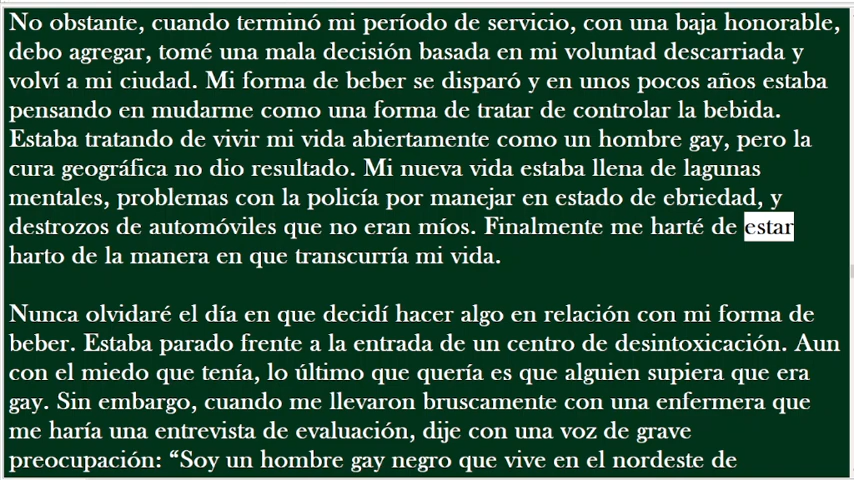 No obstante, cuando terminó mi período de servicio, con una baja honorable,
debo agregar, tomé una mala decisión basada en mi voluntad descarriada y
volví a mi ciudad. Mi forma de beber se disparó y en unos pocos años estaba
pensando en mudarme como una forma de tratar de controlar la bebida.
Estaba tratando de vivir mi vida abiertamente como un hombre gay, pero la
cura geográfica no dio resultado. Mi nueva vida estaba llena de lagunas
mentales, problemas con la policía por manejar en estado de ebriedad, y
destrozos de automóviles que no eran míos. Finalmente me harté de estar
harto de la manera en que transcurría mi vida.
Nunca olvidaré el día en que decidí hacer algo en relación con mi forma de
beber. Estaba parado frente a la entrada de un centro de desintoxicación. Aun
con el miedo que tenía, lo último que quería es que alguien supiera que era
gay. Sin embargo, cuando me llevaron bruscamente con una enfermera que
me haría una entrevista de evaluación, dije con una voz de grave
preocupación: “Soy un hombre gay negro que vive en el nordeste de